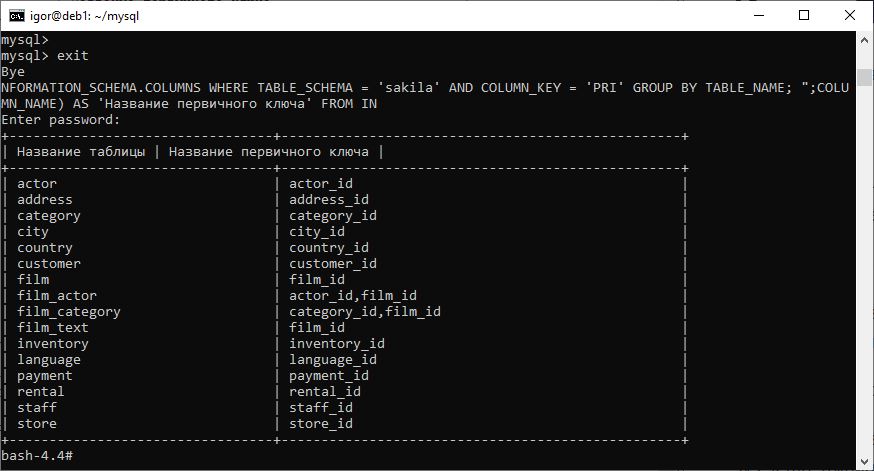 igor@deb1: ~/mysql
mysql>
mysql> exit
Bye
NFORMATION_SCHEMA.COLUMNS WHERE TABLE_SCHEMA = 'sakila' AND COLUMN_KEY = 'PRI' GROUP BY TABLE_NAME; ";COLU
MN_NAME) AS 'Название первичного ключа' FROM IN
Enter password:
+---------------------------------+--------------------------------------------------+
| Название таблицы | Название первичного ключа |
+---------------------------------+--------------------------------------------------+
| actor | actor_id |
| address | address_id |
| category | category_id |
| city | city_id |
| country | country_id |
| customer | customer_id |
| film | film_id |
| film_actor | actor_id,film_id |
| film_category | category_id,film_id |
| film_text | film_id |
| inventory | inventory_id |
| language | language_id |
| payment | payment_id |
| rental | rental_id |
| staff | staff_id |
| store | store_id |
+---------------------------------+--------------------------------------------------+
bash-4.4#